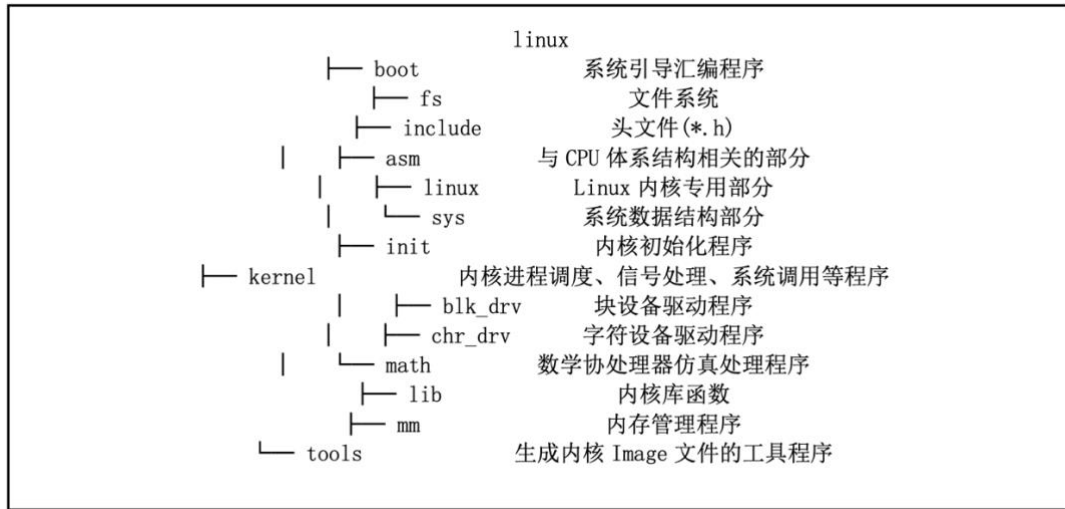 linux
├── boot 系统引导汇编程序
├── fs 文件系统
├── include 头文件(*.h)
│ ├── asm 与 CPU 体系结构相关的部分
│ ├── linux Linux 内核专用部分
│ └── sys 系统数据结构部分
├── init 内核初始化程序
├── kernel 内核进程调度、信号处理、系统调用等程序
│ ├── blk_drv 块设备驱动程序
│ ├── chr_drv 字符设备驱动程序
│ └── math 数学协处理器仿真处理程序
├── lib 内核库函数
├── mm 内存管理程序
└── tools 生成内核 Image 文件的工具程序